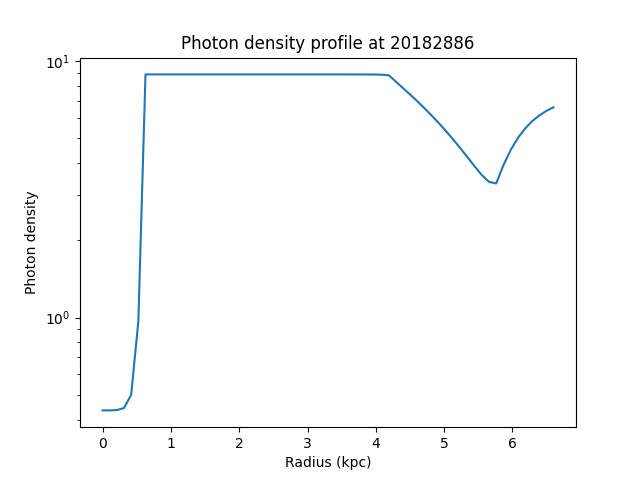 Photon density profile at 20182886
Photon density
10¹
10⁰
0 1 2 3 4 5 6
Radius (kpc)